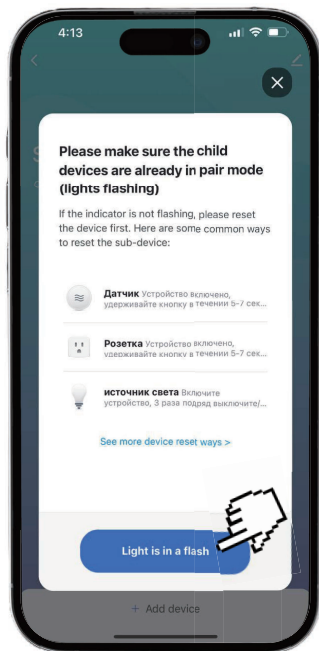 4:13
Please make sure the child
devices are already in pair mode
(lights flashing)
If the indicator is not flashing, please reset
the device first. Here are some common ways
to reset the sub-device:
Датчик Устройство включено,
удерживайте кнопку в течении 5-7 сек...
Розетка Устройство включено,
удерживайте кнопку в течении 5-7 сек...
источник света Включите
устройство, 3 раза подряд выключите/...
See more device reset ways >
Light is in a flash
+ Add device